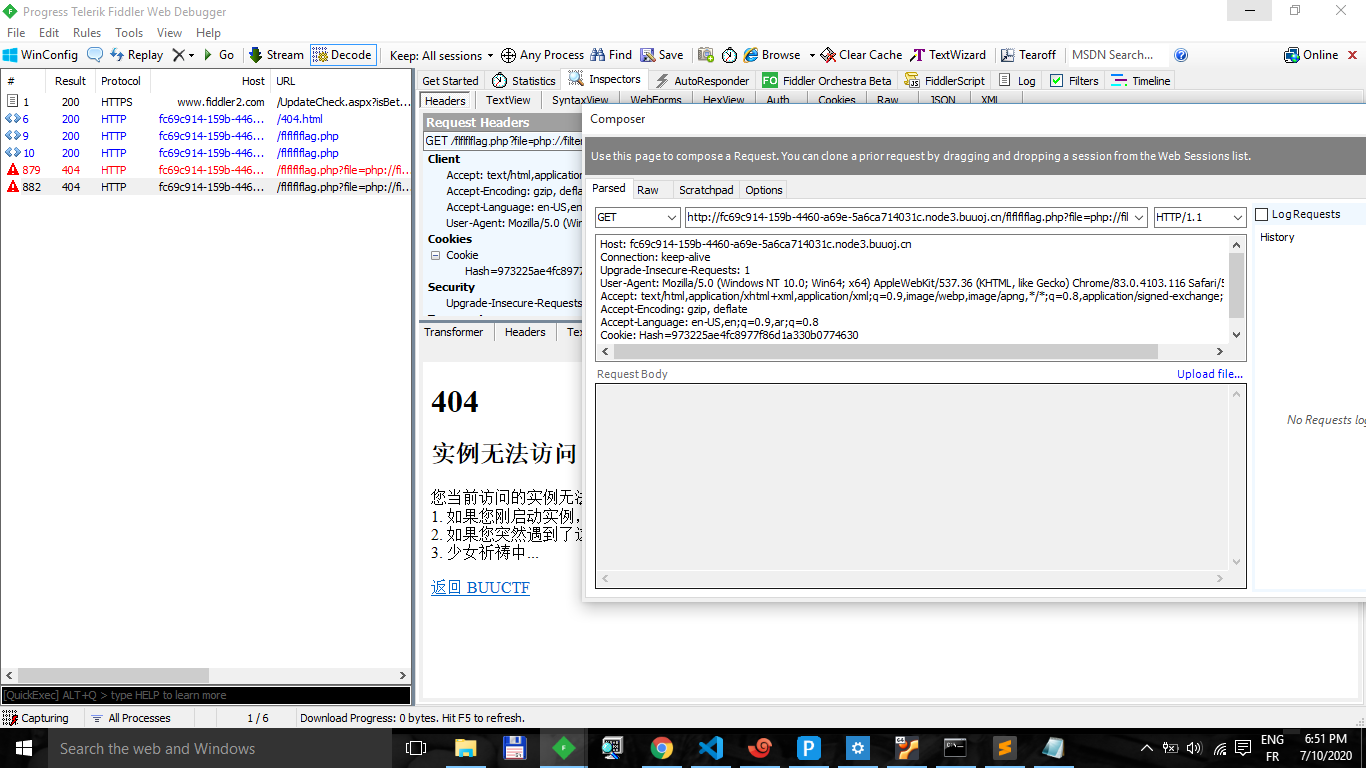 Progress Telerik Fiddler Web Debugger
File Edit Rules Tools View Help
WinConfig Replay Go Stream Decode Keep: All sessions Any Process Find Save Browse Clear Cache TextWizard Tearoff MSDN Search... Online
# Result Protocol Host URL
1 200 HTTPS www.fiddler2.com /UpdateCheck.aspx?isBet...
6 200 HTTP fc69c914-159b-446... /404.html
9 200 HTTP fc69c914-159b-446... /flflflflag.php
10 200 HTTP fc69c914-159b-446... /flflflflag.php
879 404 HTTP fc69c914-159b-446... /flflflflag.php?file=php://fi...
882 404 HTTP fc69c914-159b-446... /flflflflag.php?file=php://fi...
[QuickExec] ALT+Q > type HELP to learn more
Get Started Statistics Inspectors AutoResponder FO Fiddler Orchestra Beta FiddlerScript Log Filters Timeline
Headers TextView SyntaxView WebForms HexView Auth Cookies Raw JSON XML
Request Headers
GET /flflflflag.php?file=php://filter
Client
Accept: text/html,application
Accept-Encoding: gzip, deflate
Accept-Language: en-US,en
User-Agent: Mozilla/5.0 (Win
Cookies
Cookie
Hash=973225ae4fc8977
Security
Upgrade-Insecure-Requests
Transformer Headers Tex
404
实例无法访问
您当前访问的实例无法
1. 如果您刚启动实例，
2. 如果您突然遇到了这
3. 少女祈祷中...
返回 BUUCTF
Composer
Use this page to compose a Request. You can clone a prior request by dragging and dropping a session from the Web Sessions list.
Parsed Raw Scratchpad Options
GET http://fc69c914-159b-4460-a69e-5a6ca714031c.node3.buuoj.cn/flflflflag.php?file=php://fil HTTP/1.1
Host: fc69c914-159b-4460-a69e-5a6ca714031c.node3.buuoj.cn
Connection: keep-alive
Upgrade-Insecure-Requests: 1
User-Agent: Mozilla/5.0 (Windows NT 10.0; Win64; x64) AppleWebKit/537.36 (KHTML, like Gecko) Chrome/83.0.4103.116 Safari/5
Accept: text/html,application/xhtml+xml,application/xml;q=0.9,image/webp,image/apng,*/*;q=0.8,application/signed-exchange;
Accept-Encoding: gzip, deflate
Accept-Language: en-US,en;q=0.9,ar;q=0.8
Cookie: Hash=973225ae4fc8977f86d1a330b0774630
Request Body Upload file...
Log Requests
History
No Requests log
Capturing All Processes 1 / 6 Download Progress: 0 bytes. Hit F5 to refresh.
Search the web and Windows
ENG
FR
6:51 PM
7/10/2020